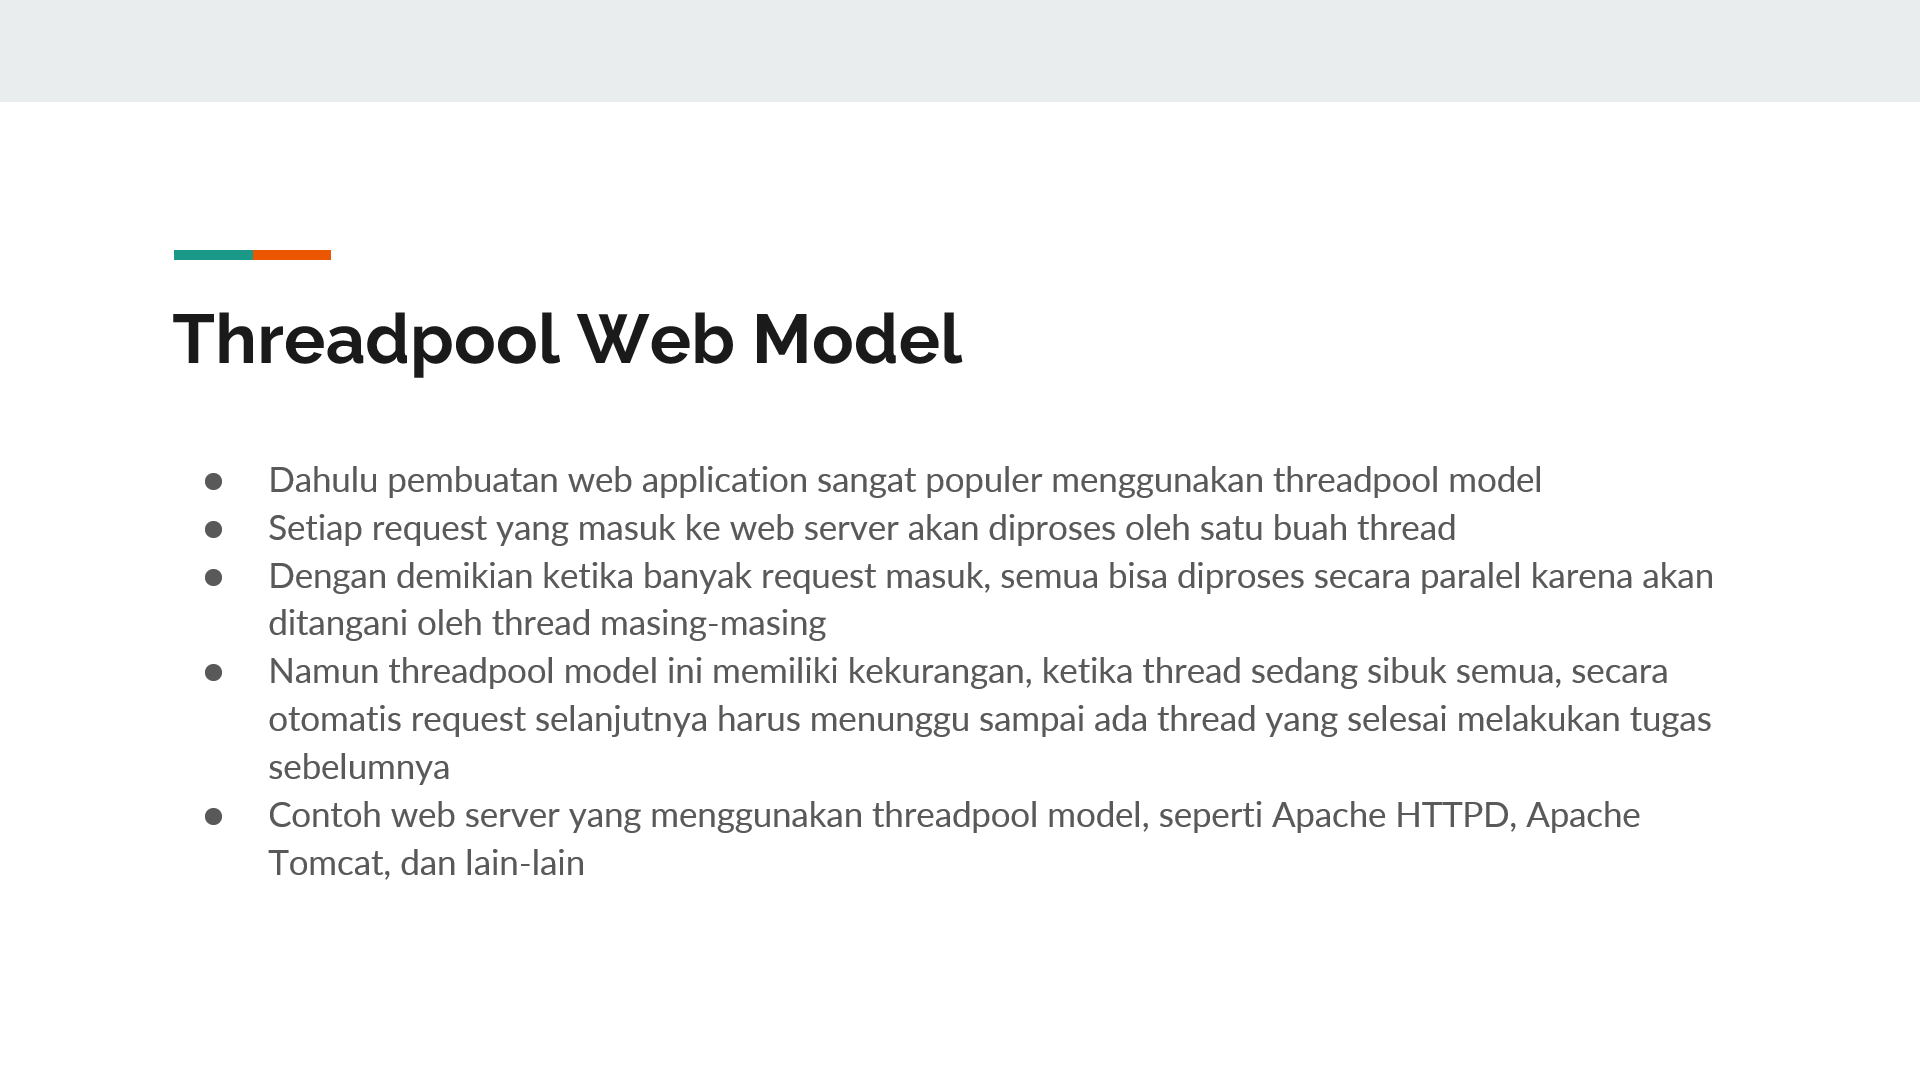 Threadpool Web Model
● Dahulu pembuatan web application sangat populer menggunakan threadpool model
● Setiap request yang masuk ke web server akan diproses oleh satu buah thread
● Dengan demikian ketika banyak request masuk, semua bisa diproses secara paralel karena akan
ditangani oleh thread masing-masing
● Namun threadpool model ini memiliki kekurangan, ketika thread sedang sibuk semua, secara
otomatis request selanjutnya harus menunggu sampai ada thread yang selesai melakukan tugas
sebelumnya
● Contoh web server yang menggunakan threadpool model, seperti Apache HTTPD, Apache
Tomcat, dan lain-lain